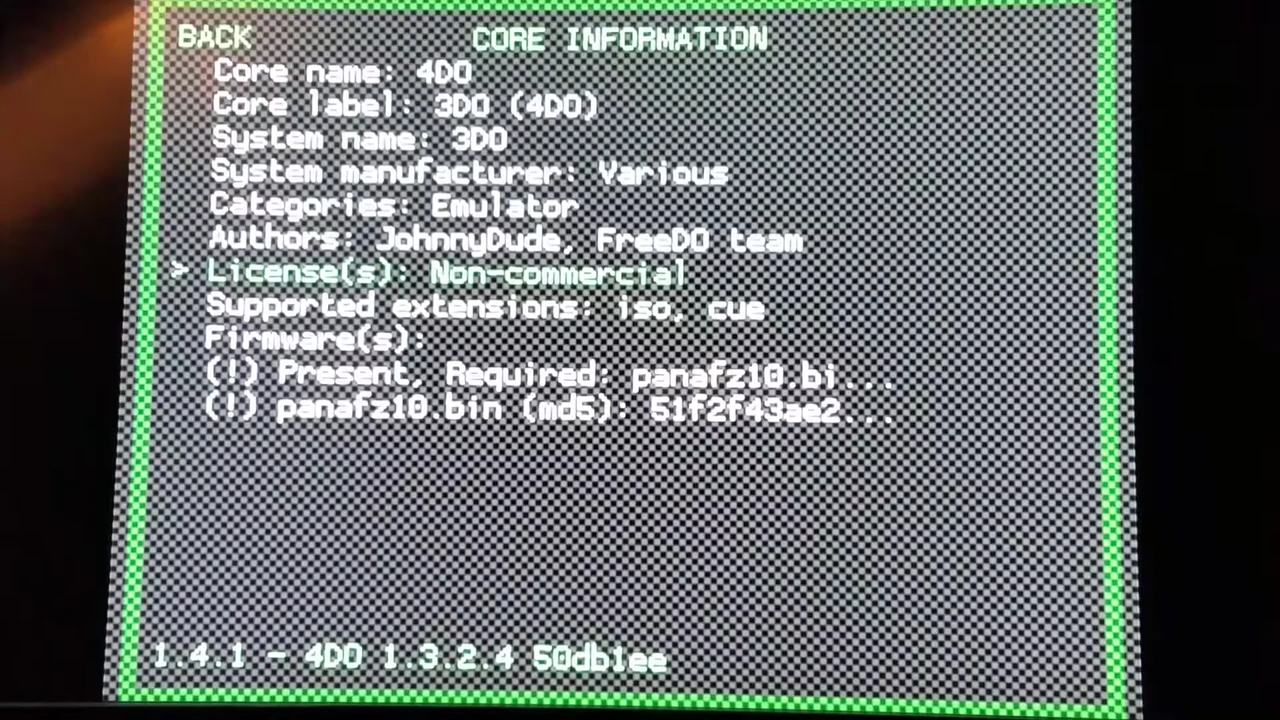 BACK CORE INFORMATION
Core name: 4DO
Core label: 3DO (4DO)
System name: 3DO
System manufacturer: Various
Categories: Emulator
Authors: JohnnyDude, FreeDO team
> License(s): Non-commercial
Supported extensions: iso, cue
Firmware(s):
(!) Present, Required: panafz10.bi...
(!) panafz10.bin (md5): 51f2f43ae2...
1.4.1 - 4DO 1.3.2.4 50db1ee